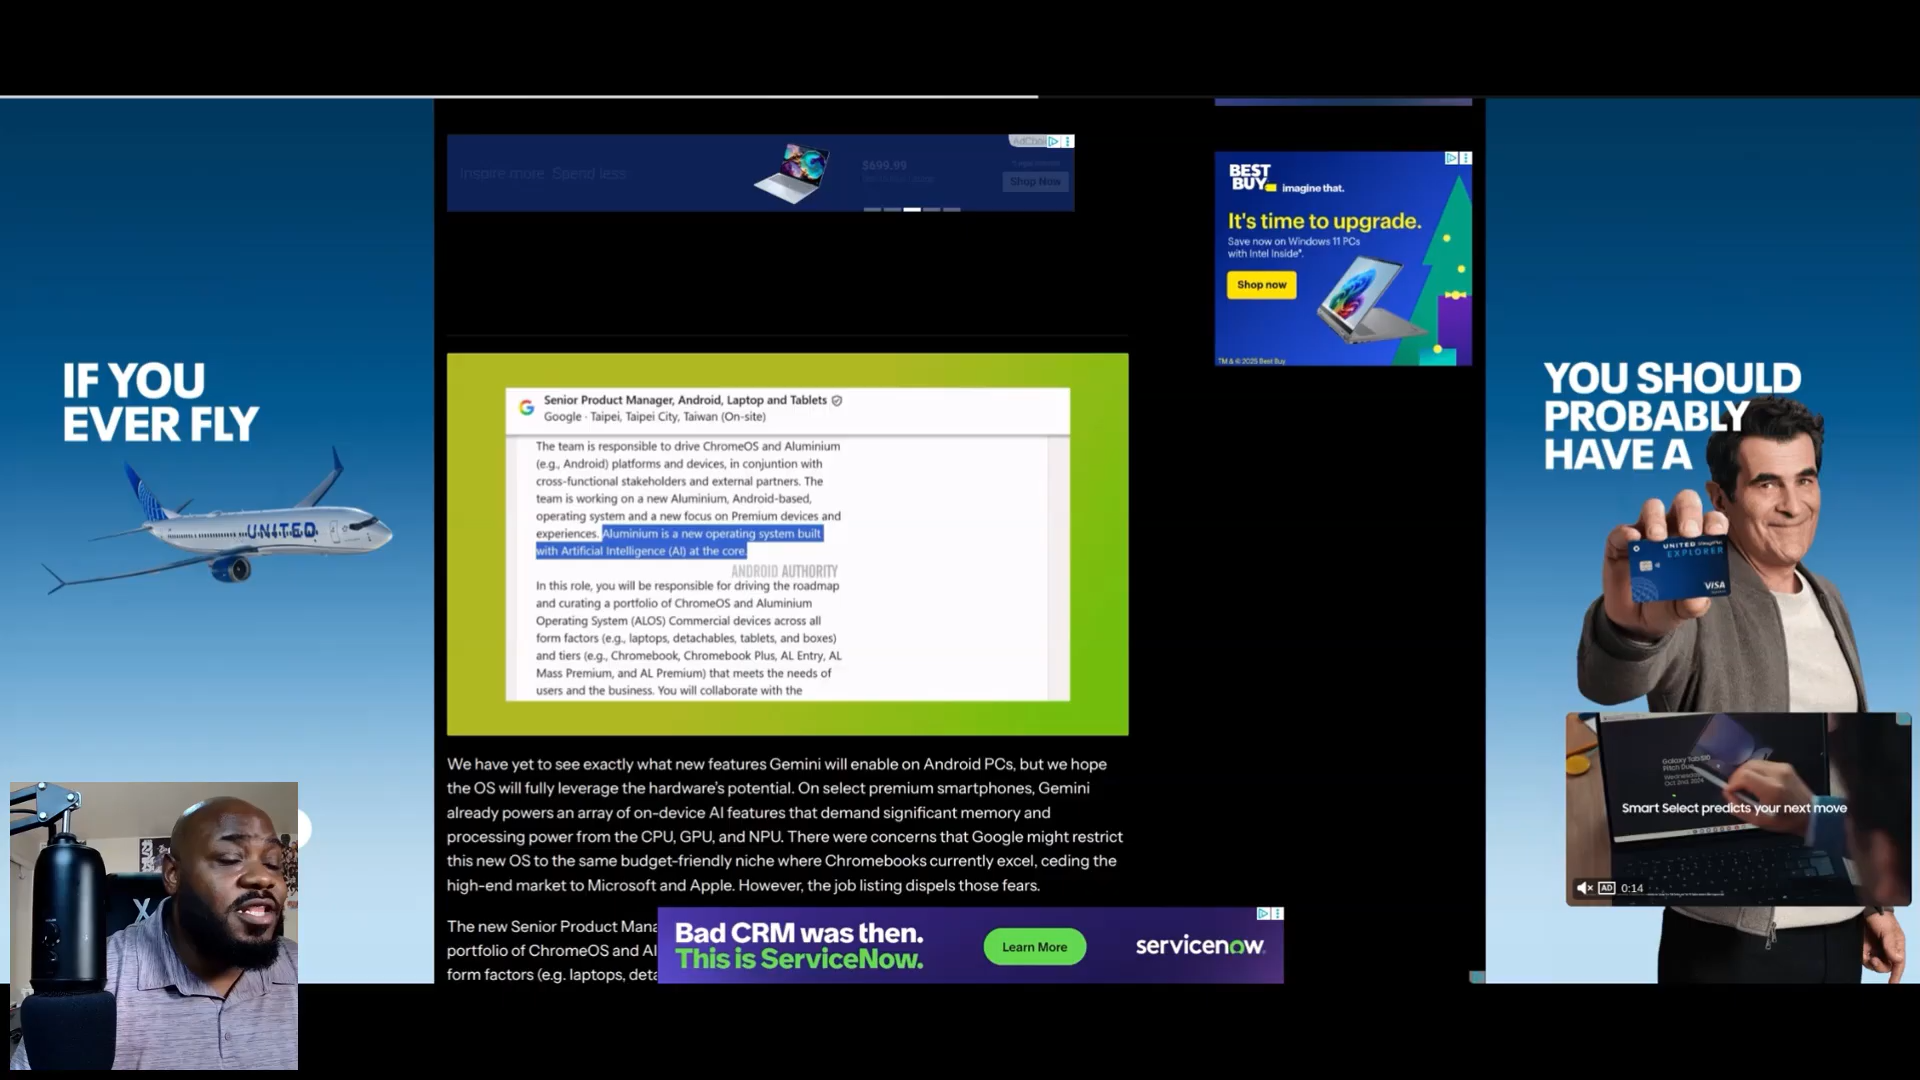 IF YOU
EVER FLY
UNITED
Inspire more. Spend less.
$699.99
Shop Now
BEST
BUY
imagine that.
It's time to upgrade.
Save now on Windows 11 PCs
with Intel Inside®.
Shop now
TM & © 2025 Best Buy
Senior Product Manager, Android, Laptop and Tablets
Google · Taipei, Taipei City, Taiwan (On-site)
The team is responsible to drive ChromeOS and Aluminium
(e.g., Android) platforms and devices, in conjuntion with
cross-functional stakeholders and external partners. The
team is working on a new Aluminium, Android-based,
operating system and a new focus on Premium devices and
experiences. Aluminium is a new operating system built
with Artificial Intelligence (AI) at the core.
ANDROID AUTHORITY
In this role, you will be responsible for driving the roadmap
and curating a portfolio of ChromeOS and Aluminium
Operating System (ALOS) Commercial devices across all
form factors (e.g., laptops, detachables, tablets, and boxes)
and tiers (e.g., Chromebook, Chromebook Plus, AL Entry, AL
Mass Premium, and AL Premium) that meets the needs of
users and the business. You will collaborate with the
We have yet to see exactly what new features Gemini will enable on Android PCs, but we hope
the OS will fully leverage the hardware's potential. On select premium smartphones, Gemini
already powers an array of on-device AI features that demand significant memory and
processing power from the CPU, GPU, and NPU. There were concerns that Google might restrict
this new OS to the same budget-friendly niche where Chromebooks currently excel, ceding the
high-end market to Microsoft and Apple. However, the job listing dispels those fears.
The new Senior Product Mana
portfolio of ChromeOS and Al
form factors (e.g. laptops, deta
Bad CRM was then.
This is ServiceNow.
Learn More
servicenow
YOU SHOULD
PROBABLY
HAVE A
UNITED
EXPLORER
VISA
Smart Select predicts your next move
AD 0:14